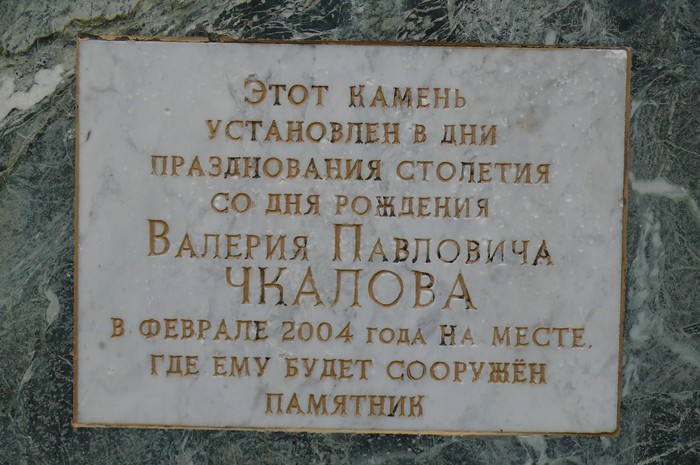 Этот камень
установлен в дни
празднования столетия
со дня рождения
Валерия Павловича
Чкалова
в феврале 2004 года на месте,
где ему будет сооружён
памятник